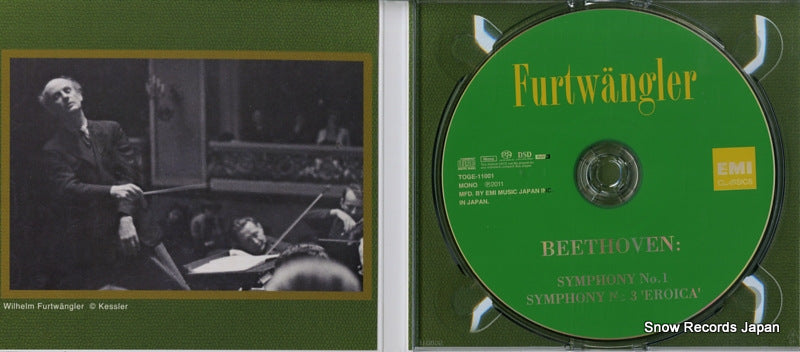 Wilhelm Furtwängler © Kessler
Furtwängler
Mono
DSD
TOGE-11001
MONO ℗2011
MFD. BY EMI MUSIC JAPAN INC.
IN JAPAN.
EMI
CLASSICS
BEETHOVEN:
SYMPHONY No.1
SYMPHONY No. 3 'EROICA'
Snow Records Japan